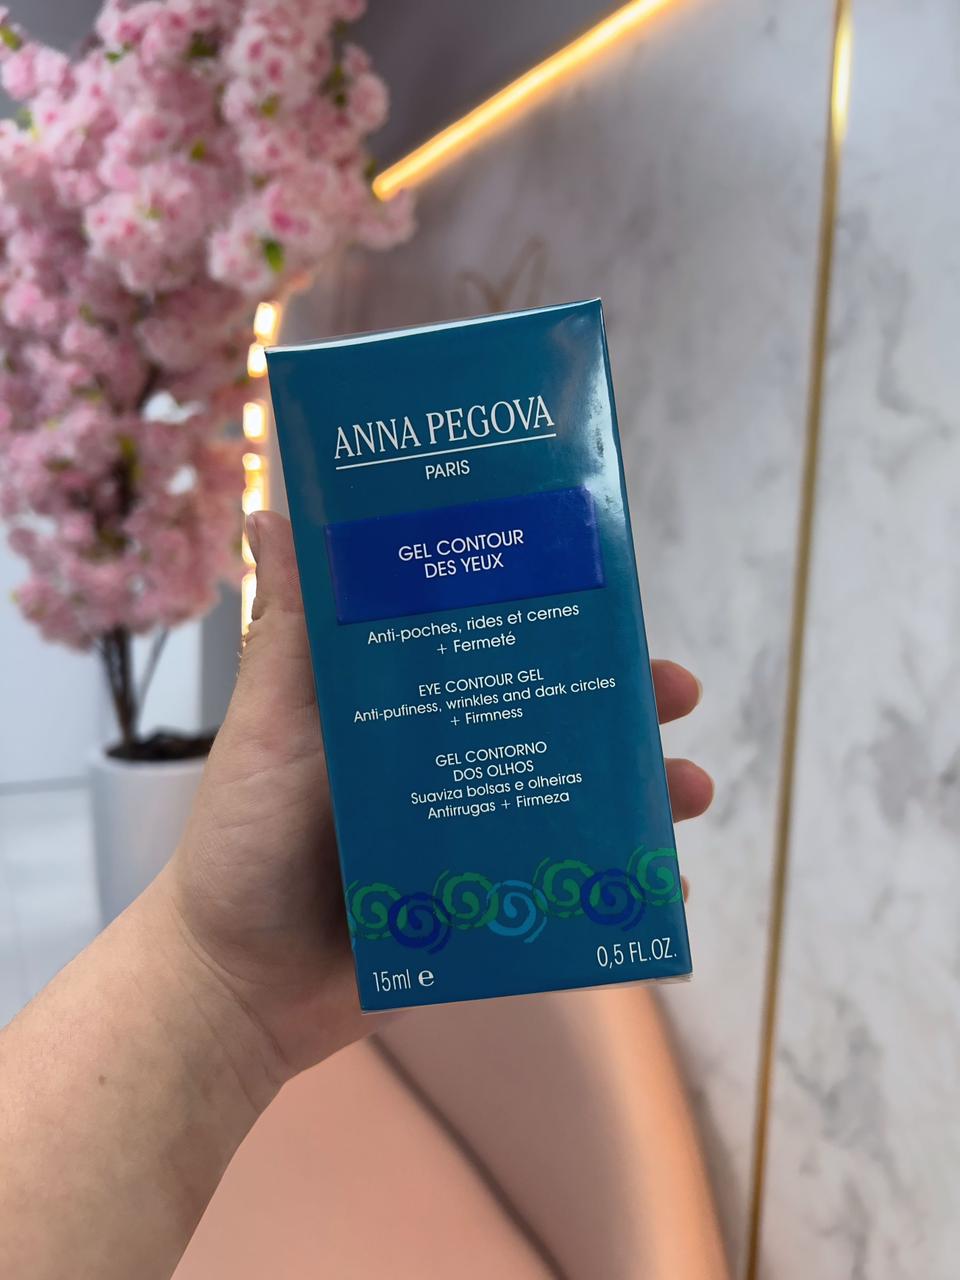 ANNA PEGOVA
PARIS
GEL CONTOUR
DES YEUX
Anti-poches, rides et cernes
+ Fermeté
EYE CONTOUR GEL
Anti-pufiness, wrinkles and dark circles
+ Firmness
GEL CONTORNO
DOS OLHOS
Suaviza bolsas e olheiras
Antirrugas + Firmeza
15ml ℮ 0,5 FL.OZ.